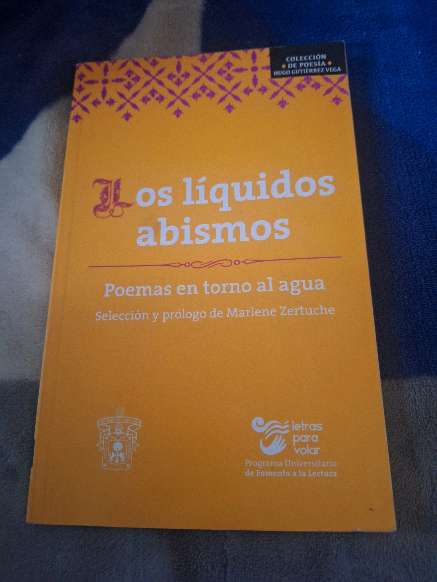 COLECCIÓN
• DE POESÍA •
HUGO GUTIÉRREZ VEGA
Los líquidos
abismos
Poemas en torno al agua
Selección y prólogo de Marlene Zertuche
letras
para
volar
Programa Universitario
de Fomento a la Lectura